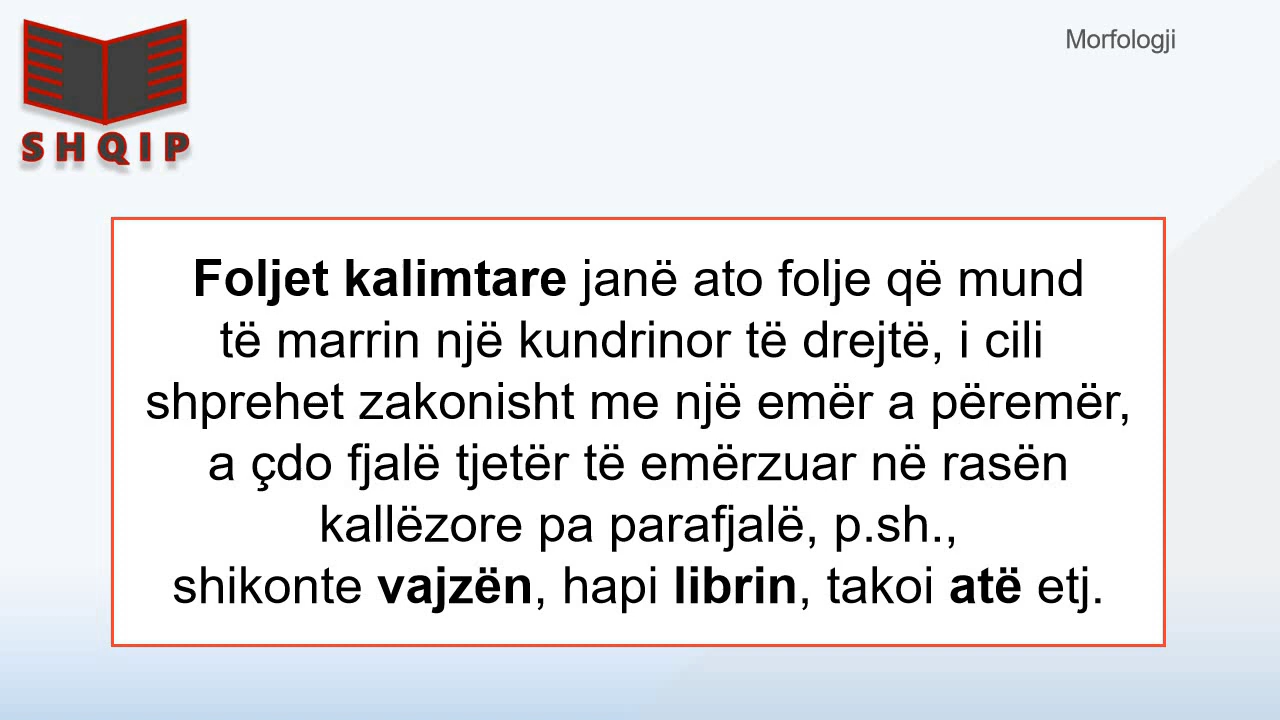 Morfologji
SHQIP
Foljet kalimtare janë ato folje që mund
të marrin një kundrinor të drejtë, i cili
shprehet zakonisht me një emër a përemër,
a çdo fjalë tjetër të emërzuar në rasën
kallëzore pa parafjalë, p.sh.,
shikonte vajzën, hapi librin, takoi atë etj.